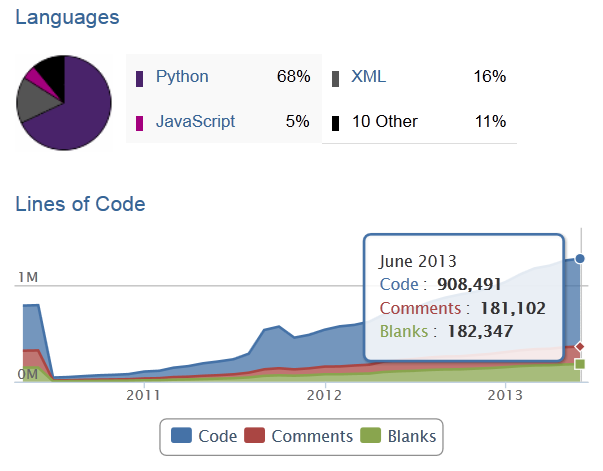 Languages
Python 68% XML 16%
JavaScript 5% 10 Other 11%
Lines of Code
June 2013
Code : 908,491
1M
Comments : 181,102
Blanks : 182,347
0M
2011 2012 2013
Code Comments Blanks